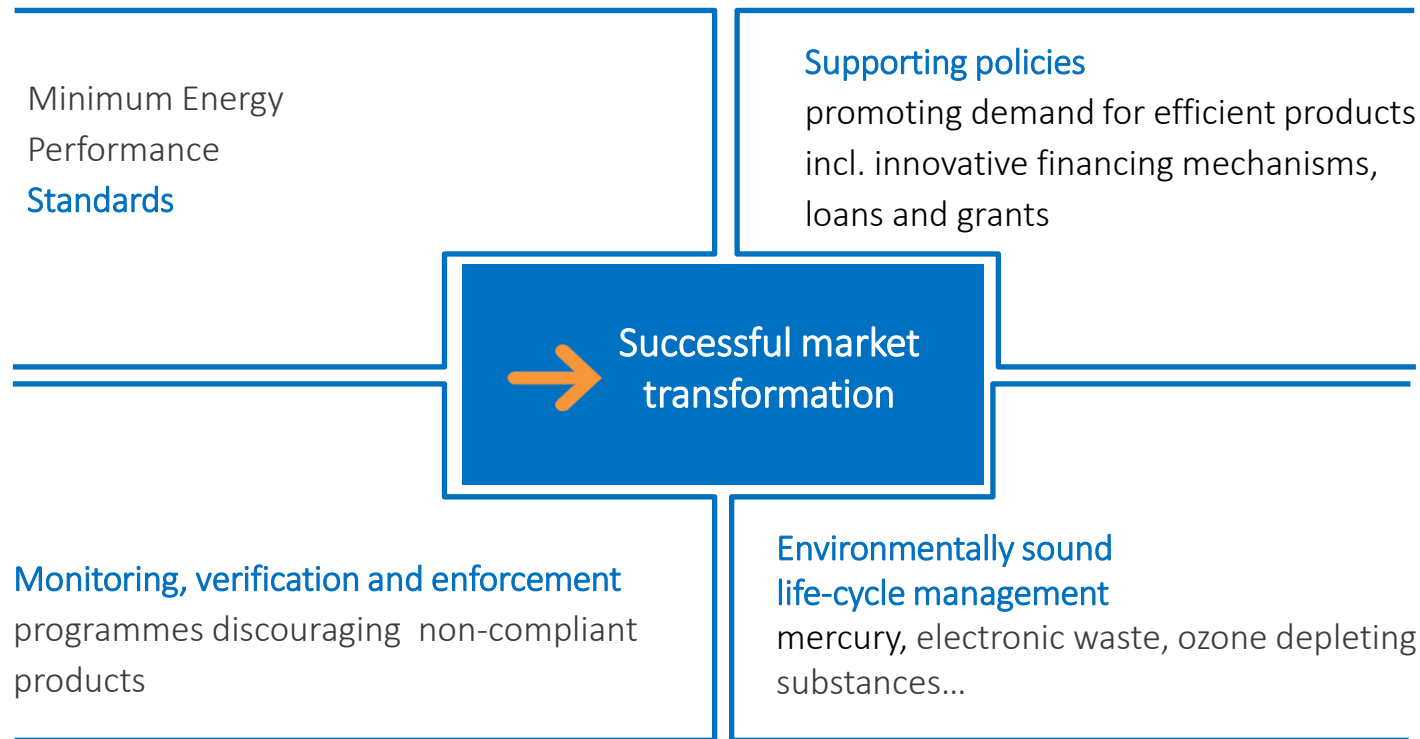 Minimum Energy
Performance
Standards
Supporting policies
promoting demand for efficient products
incl. innovative financing mechanisms,
loans and grants
Successful market
transformation
Monitoring, verification and enforcement
programmes discouraging  non-compliant
products
Environmentally sound
life-cycle management
mercury, electronic waste, ozone depleting
substances…